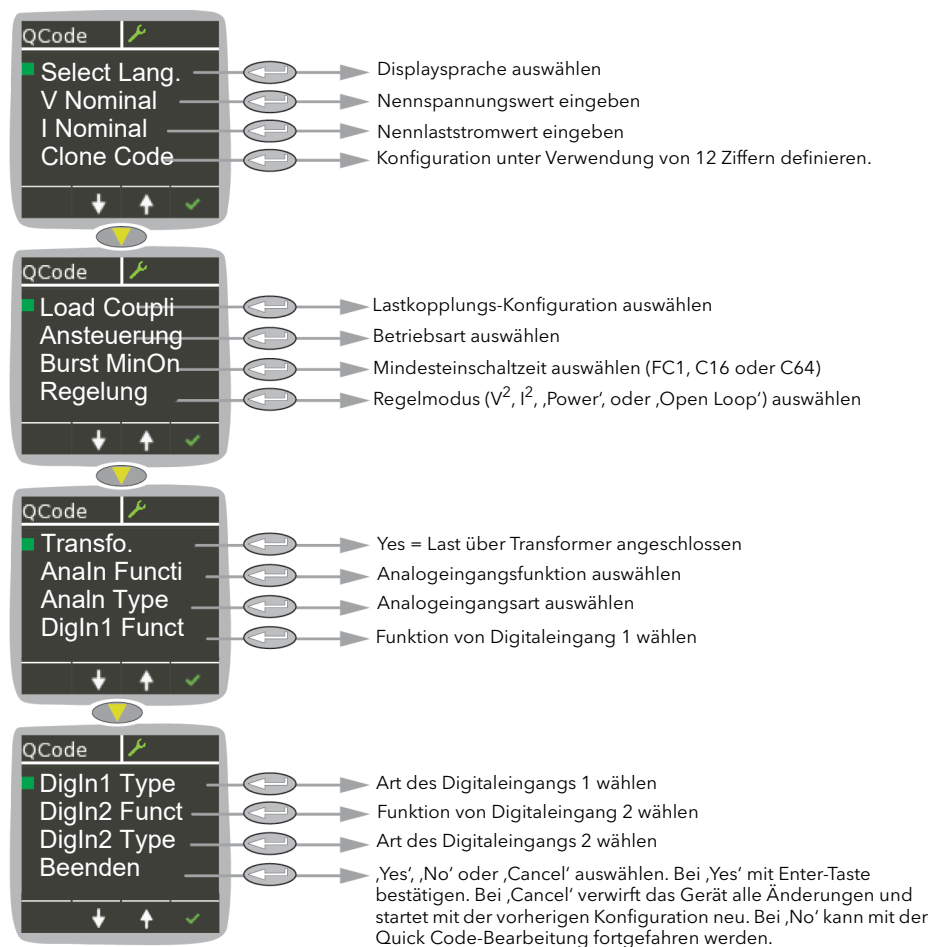 QCode
Select Lang.
Displaysprache auswählen
V Nominal
Nennspannungswert eingeben
I Nominal
Nennlaststromwert eingeben
Clone Code
Konfiguration unter Verwendung von 12 Ziffern definieren.
QCode
Load Coupli
Lastkopplungs-Konfiguration auswählen
Ansteuerung
Betriebsart auswählen
Burst MinOn
Mindesteinschaltzeit auswählen (FC1, C16 oder C64)
Regelung
Regelmodus (V², I², ‚Power‘, oder ‚Open Loop‘) auswählen
QCode
Transfo.
Yes = Last über Transformer angeschlossen
AnaIn Functi
Analogeingangsfunktion auswählen
AnaIn Type
Analogeingangsart auswählen
DigIn1 Funct
Funktion von Digitaleingang 1 wählen
QCode
DigIn1 Type
Art des Digitaleingangs 1 wählen
DigIn2 Funct
Funktion von Digitaleingang 2 wählen
DigIn2 Type
Art des Digitaleingangs 2 wählen
Beenden
‚Yes‘, ‚No‘ oder ‚Cancel‘ auswählen. Bei ‚Yes‘ mit Enter-Taste
bestätigen. Bei ‚Cancel‘ verwirft das Gerät alle Änderungen und
startet mit der vorherigen Konfiguration neu. Bei ‚No‘ kann mit der
Quick Code-Bearbeitung fortgefahren werden.